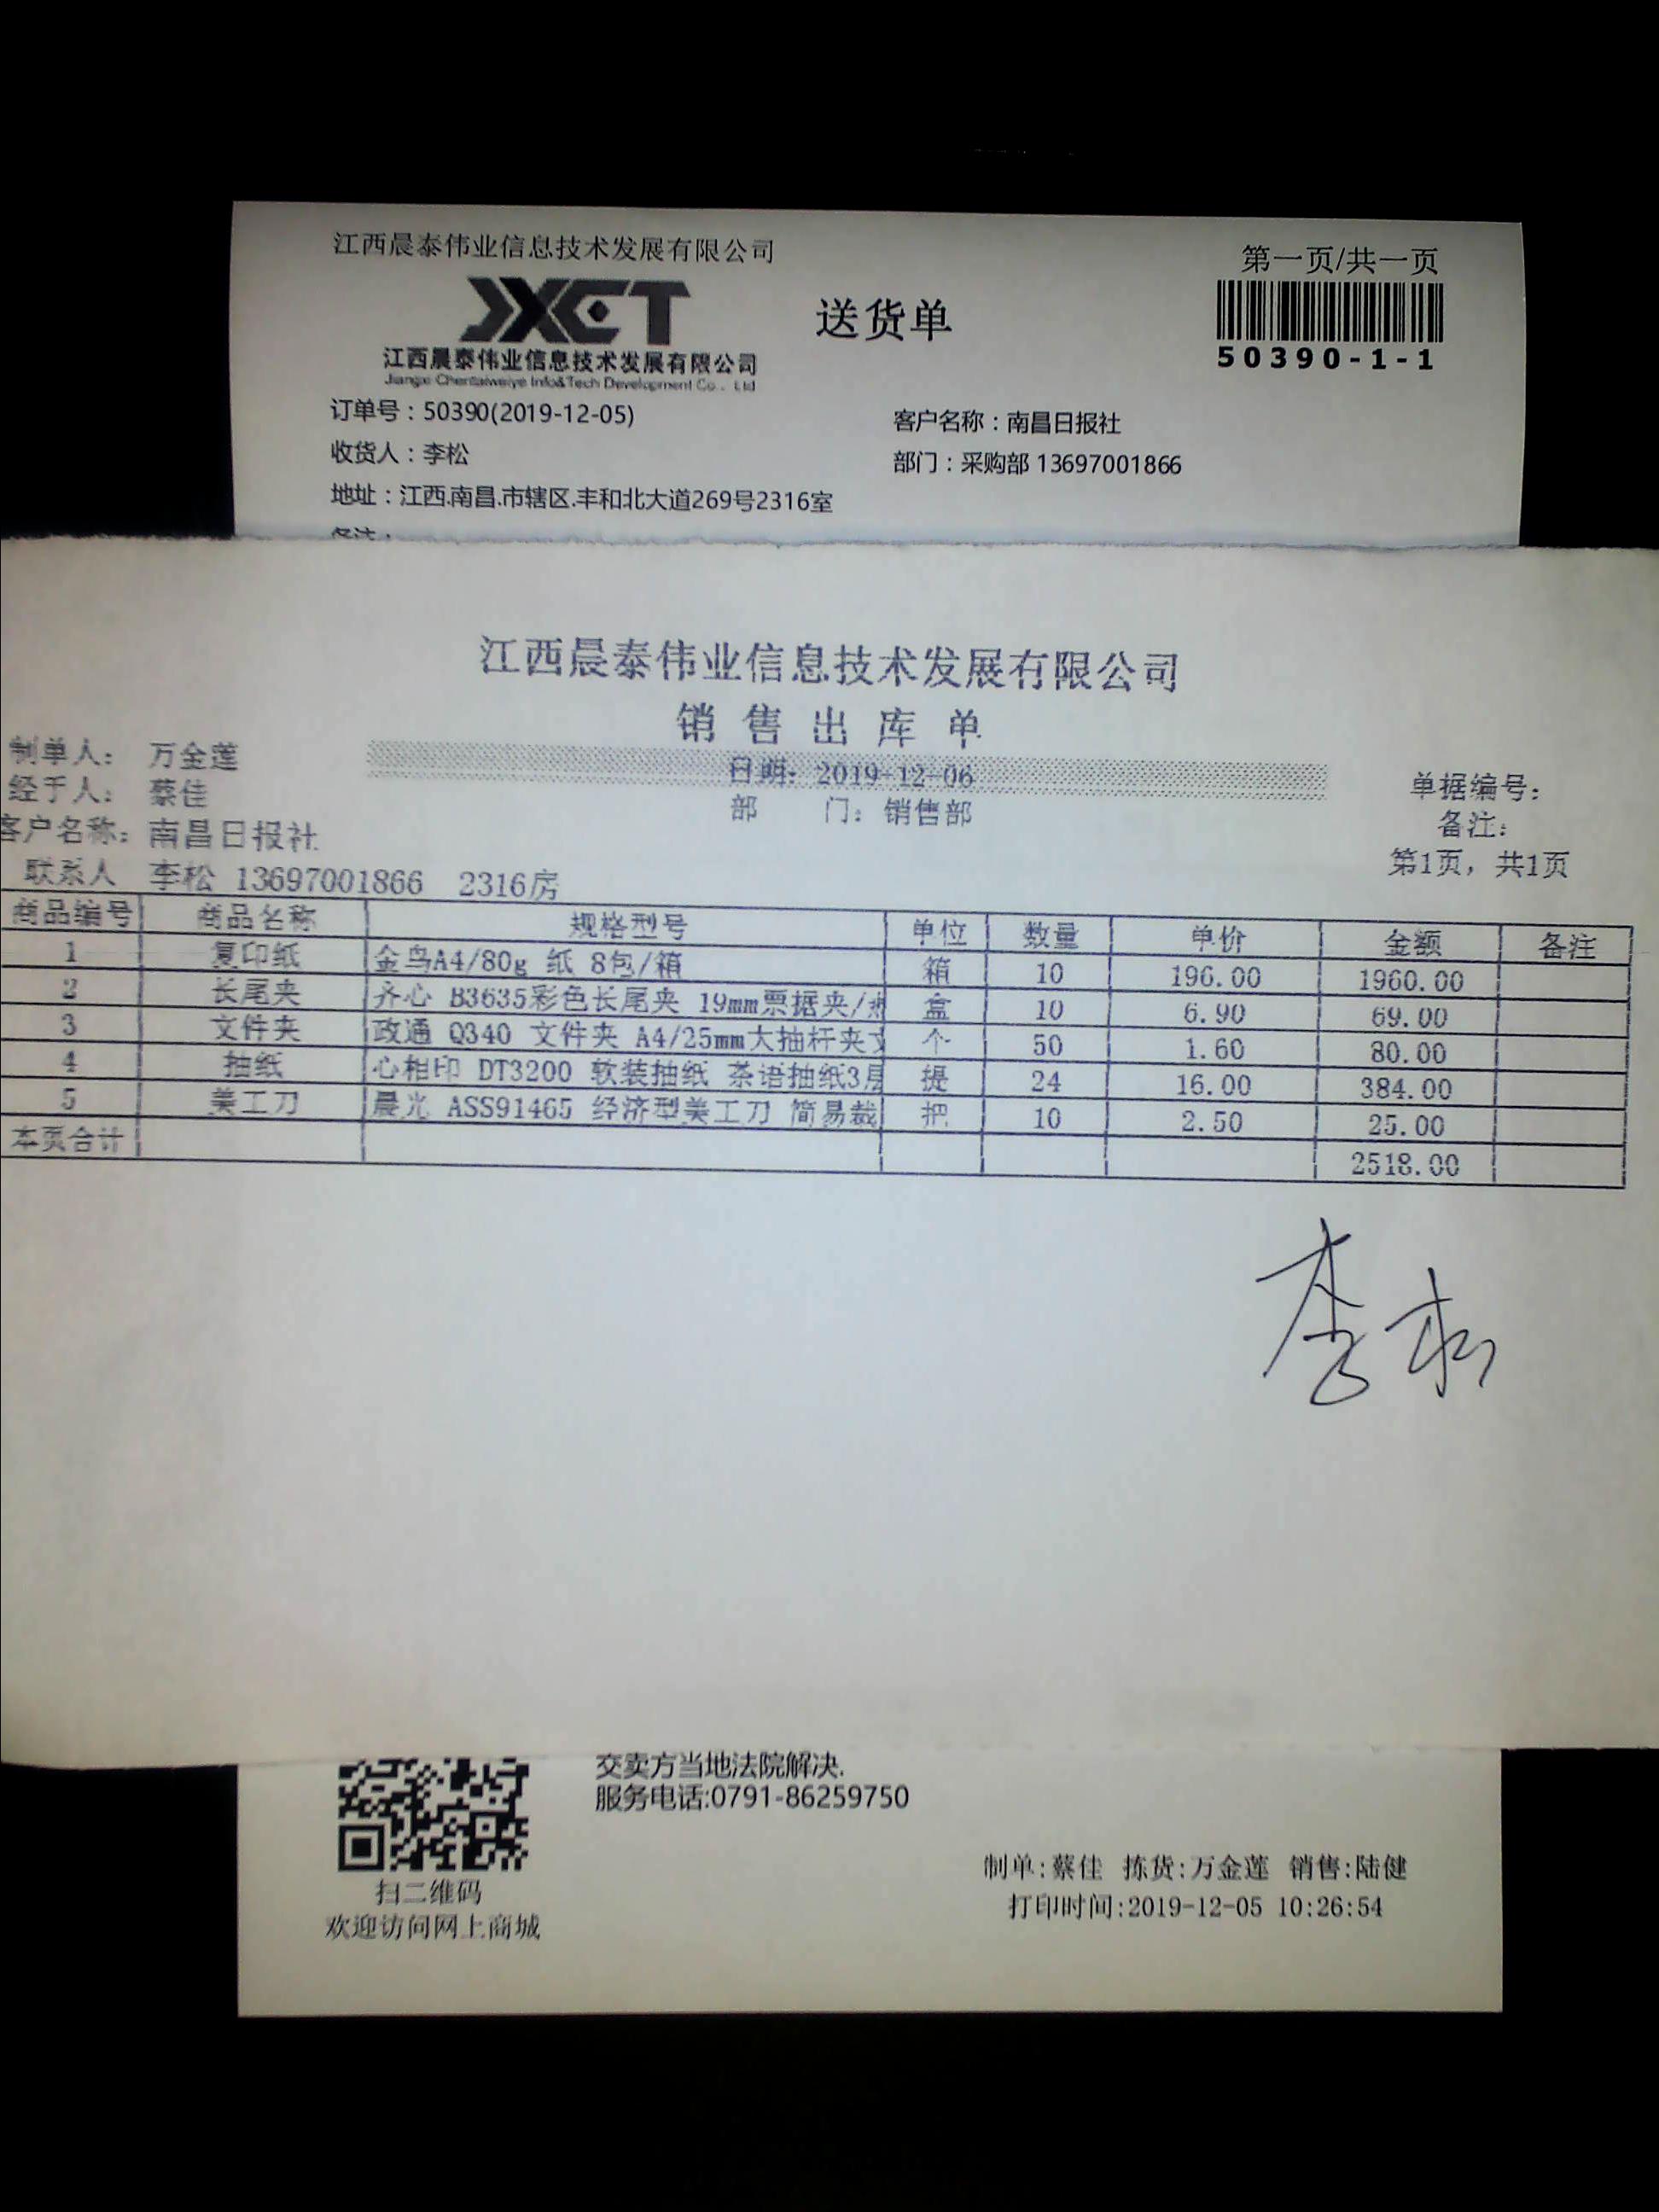 江西晨泰伟业信息技术发展有限公司
第一页/共一页
JXCT
送货单
江西晨泰伟业信息技术发展有限公司
Jiangxi Chentaiweiye Info&Tech Development Co., Ltd
50390-1-1
订单号：50390(2019-12-05)
客户名称：南昌日报社
收货人：李松
部门：采购部 13697001866
地址：江西.南昌.市辖区.丰和北大道269号2316室
备注：
江西晨泰伟业信息技术发展有限公司
销售出库单
制单人： 万金莲
日期：2019-12-06
单据编号：
经于人： 蔡佳
部 门：销售部
备注：
客户名称：南昌日报社
第1页，共1页
联系人 李松 13697001866 2316房
商品编号 商品名称 规格型号 单位 数量 单价 金额 备注
1 复印纸 金鸟A4/80g 纸 8包/箱 箱 10 196.00 1960.00
2 长尾夹 齐心 B3635彩色长尾夹 19mm票据夹/ 盒 10 6.90 69.00
3 文件夹 政通 Q340 文件夹 A4/25mm大抽杆夹 个 50 1.60 80.00
4 抽纸 心相印 DT3200 软装抽纸 茶语抽纸3层 提 24 16.00 384.00
5 美工刀 晨光 ASS91465 经济型美工刀 简易裁 把 10 2.50 25.00
本页合计 2518.00
李松
交卖方当地法院解决.
服务电话:0791-86259750
扫二维码
欢迎访问网上商城
制单:蔡佳 拣货:万金莲 销售:陆健
打印时间:2019-12-05 10:26:54